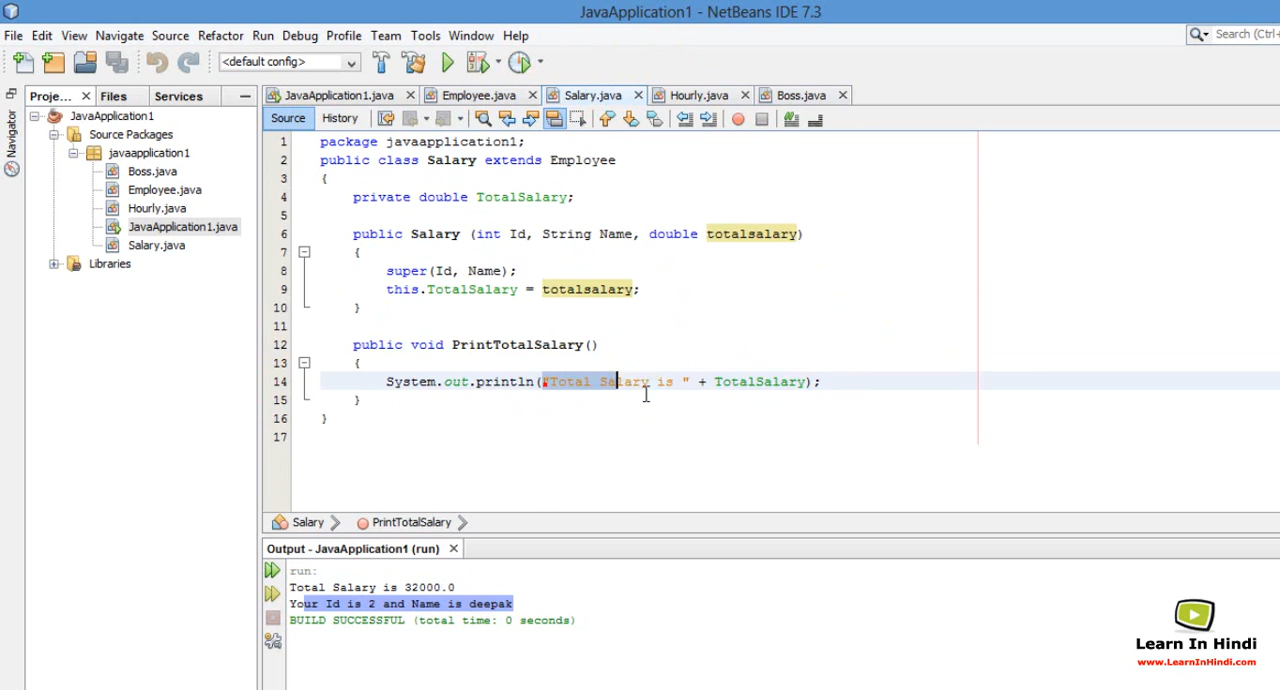 JavaApplication1 - NetBeans IDE 7.3
File Edit View Navigate Source Refactor Run Debug Profile Team Tools Window Help
Search (Ctrl+
<default config>
Proje... Files Services
JavaApplication1.java Employee.java Salary.java Hourly.java Boss.java
Navigator
JavaApplication1
Source Packages
javaapplication1
Boss.java
Employee.java
Hourly.java
JavaApplication1.java
Salary.java
Libraries
Source History
1 package javaapplication1;
2 public class Salary extends Employee
3 {
4 private double TotalSalary;
5
6 public Salary (int Id, String Name, double totalsalary)
7 {
8 super(Id, Name);
9 this.TotalSalary = totalsalary;
10 }
11
12 public void PrintTotalSalary()
13 {
14 System.out.println("Total Salary is " + TotalSalary);
15 }
16 }
17
Salary PrintTotalSalary
Output - JavaApplication1 (run)
run:
Total Salary is 32000.0
Your Id is 2 and Name is deepak
BUILD SUCCESSFUL (total time: 0 seconds)
Learn In Hindi
www.LearnInHindi.com